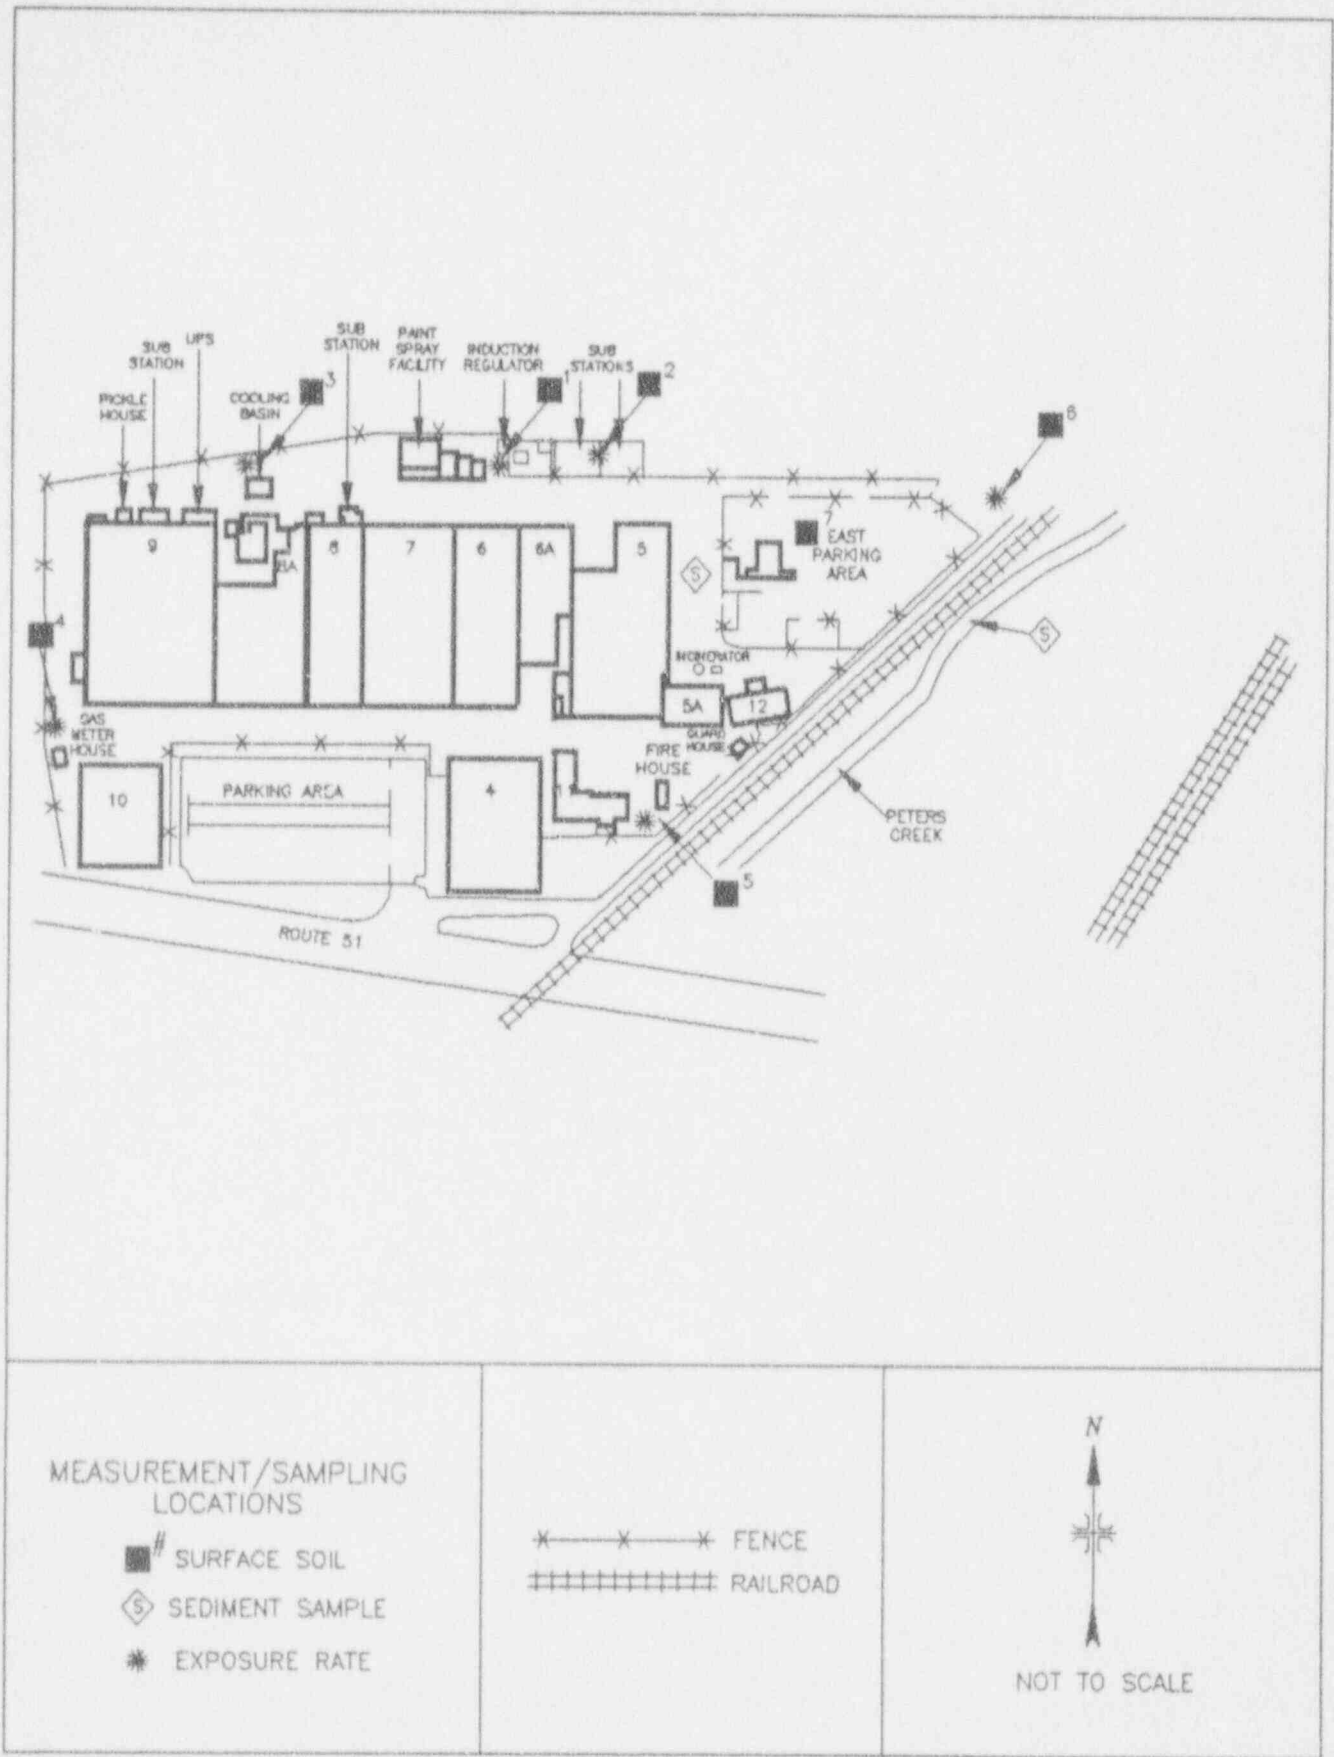 SUB
STATION
PAINT
SPRAY
FACILITY
UPS
SUB
STATION
INDUCTION
REGULATOR
SUB
STATIONS
1
2
3
PICKLE
HOUSE
COOLING
BASIN
6
7
EAST
PARKING
AREA
9
8A
8
7
6
6A
5
S
4
S
INCINERATOR
5A
12
GAS
METER
HOUSE
GUARD
HOUSE
FIRE
HOUSE
10
PARKING AREA
4
PETERS
CREEK
5
ROUTE 51
MEASUREMENT/SAMPLING
LOCATIONS
# SURFACE SOIL
S SEDIMENT SAMPLE
EXPOSURE RATE
FENCE
RAILROAD
N
NOT TO SCALE